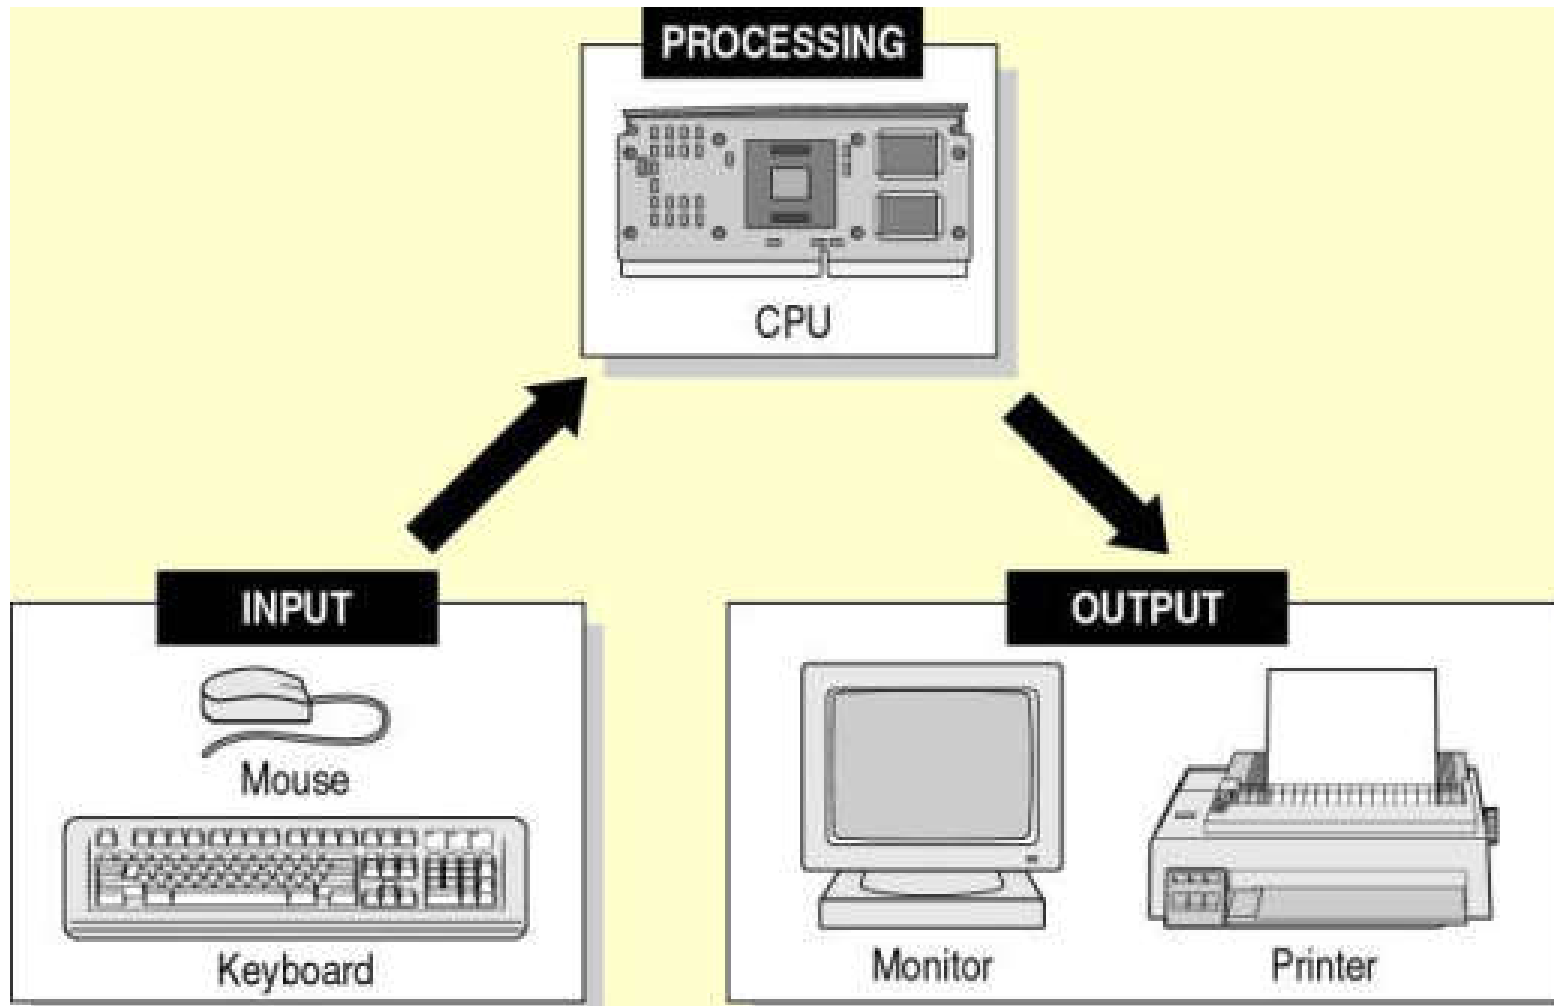 PROCESSING
CPU
INPUT
Mouse
Keyboard
OUTPUT
Monitor
Printer